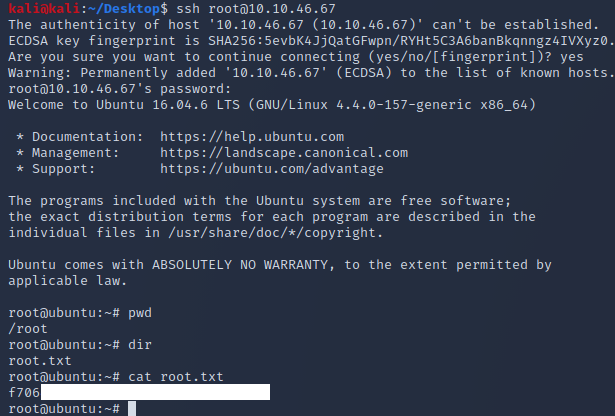 kali@kali:~/Desktop$ ssh root@10.10.46.67
The authenticity of host '10.10.46.67 (10.10.46.67)' can't be established.
ECDSA key fingerprint is SHA256:5evbK4JjQatGFwpn/RYHt5C3A6banBkqnngz4IVXyz0.
Are you sure you want to continue connecting (yes/no/[fingerprint])? yes
Warning: Permanently added '10.10.46.67' (ECDSA) to the list of known hosts.
root@10.10.46.67's password:
Welcome to Ubuntu 16.04.6 LTS (GNU/Linux 4.4.0-157-generic x86_64)

 * Documentation:  https://help.ubuntu.com
 * Management:     https://landscape.canonical.com
 * Support:        https://ubuntu.com/advantage

The programs included with the Ubuntu system are free software;
the exact distribution terms for each program are described in the
individual files in /usr/share/doc/*/copyright.

Ubuntu comes with ABSOLUTELY NO WARRANTY, to the extent permitted by
applicable law.

root@ubuntu:~# pwd
/root
root@ubuntu:~# dir
root.txt
root@ubuntu:~# cat root.txt
f706
root@ubuntu:~#